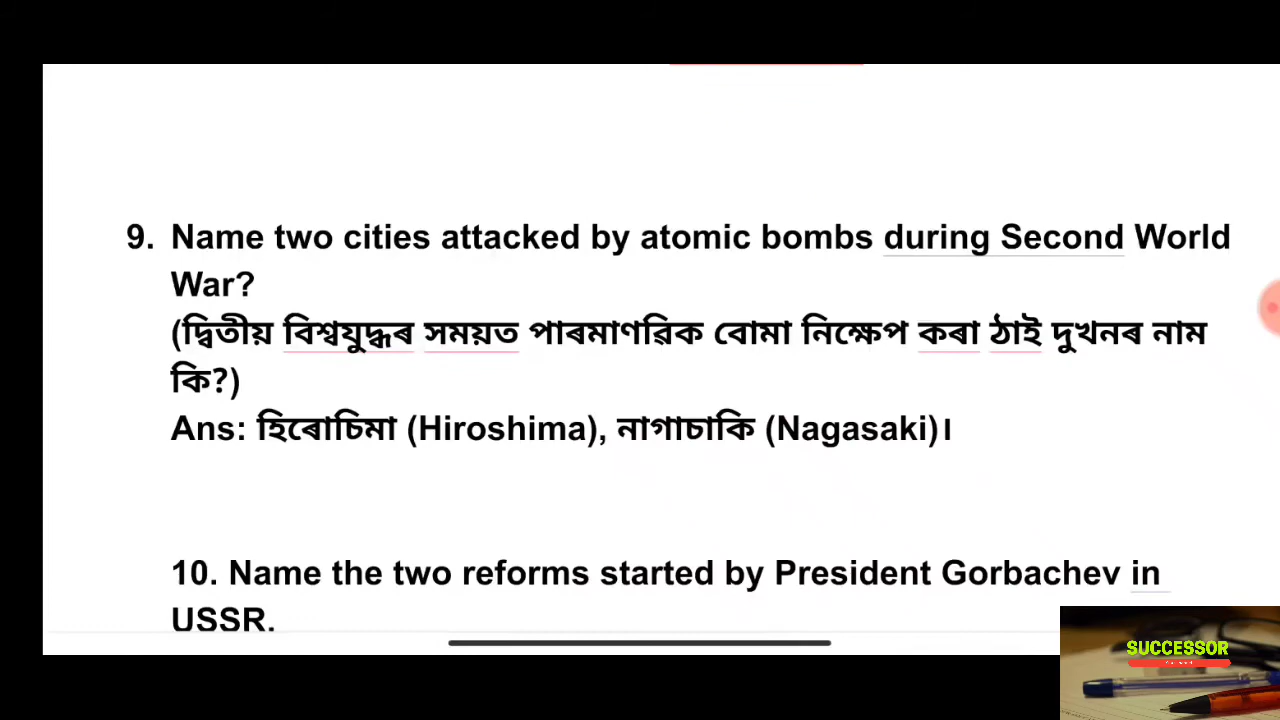 9. Name two cities attacked by atomic bombs during Second World
War?
(দ্বিতীয় বিশ্বযুদ্ধৰ সময়ত পাৰমাণৱিক বোমা নিক্ষেপ কৰা ঠাই দুখনৰ নাম
কি?)
Ans: হিৰোচিমা (Hiroshima), নাগাচাকি (Nagasaki)।
10. Name the two reforms started by President Gorbachev in
USSR.
SUCCESSOR